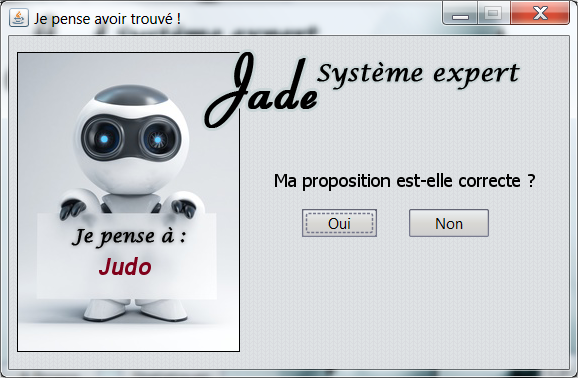 Je pense avoir trouvé !
Jade Système expert
Ma proposition est-elle correcte ?
Oui Non
Je pense à :
Judo